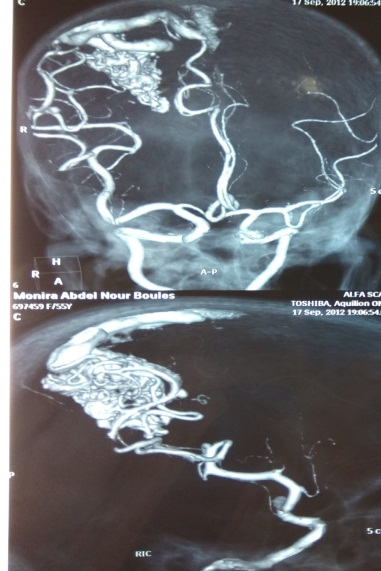 C
17 Sep, 2012 19:06:54
R
5 c
H
R
A
A-P
6
Monira Abdel Nour Boules
697459 F/55Y
C
ALFA SCA
TOSHIBA, Aquilion ON
17 Sep, 2012 19:06:54.
P
5 c
RIC